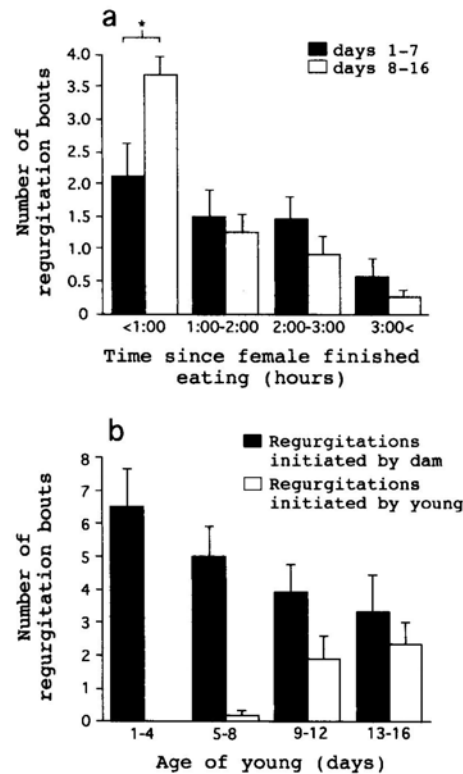 a
*
days 1-7
days 8-16
Number of
regurgitation bouts
4.0
3.5
3.0
2.5
2.0
1.5
1.0
0.5
0
<1:00 1:00-2:00 2:00-3:00 3:00<
Time since female finished
eating (hours)
b
Regurgitations
initiated by dam
Regurgitations
initiated by young
Number of
regurgitation bouts
8
7
6
5
4
3
2
1
0
1-4 5-8 9-12 13-16
Age of young (days)